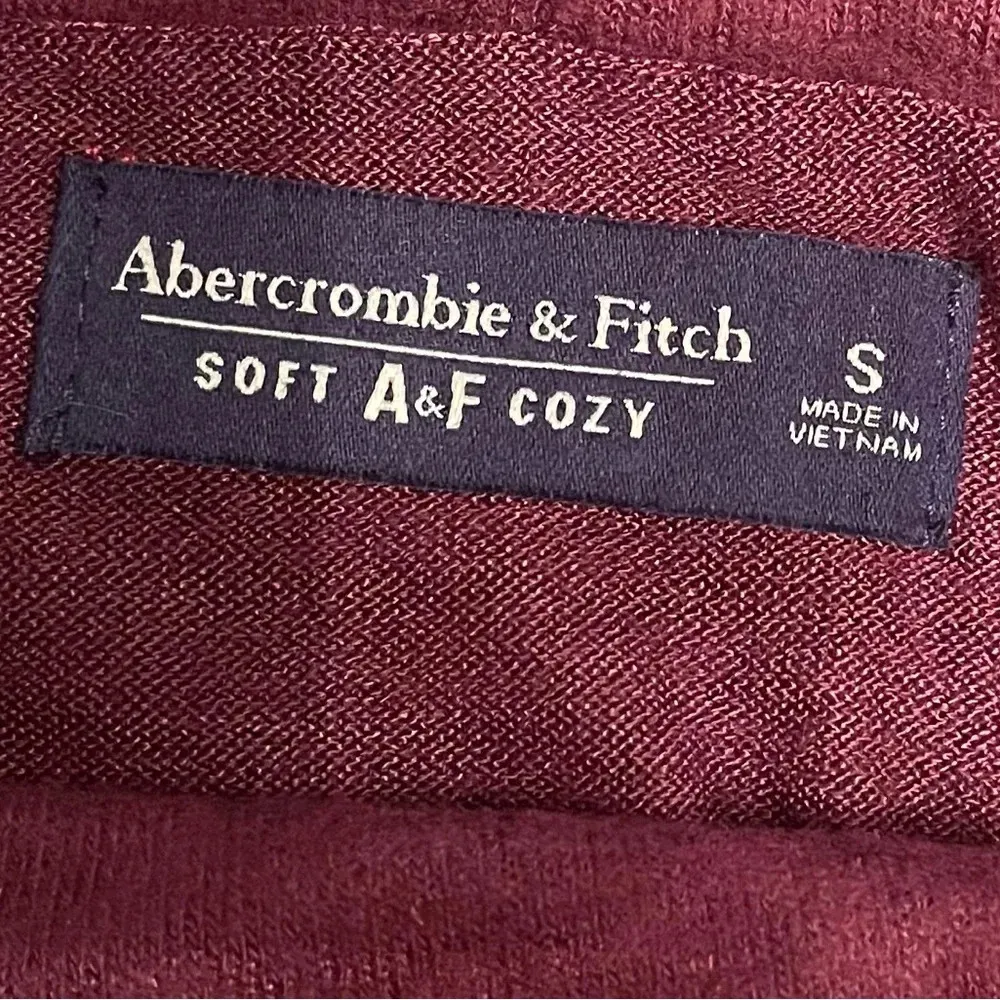 Abercrombie & Fitch
SOFT A&F COZY
S
MADE IN
VIETNAM